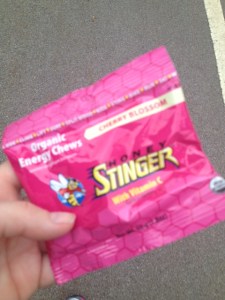 CHERRY BLOSSOM
Organic
Energy Chews
HONEY
STINGER
With Vitamin C